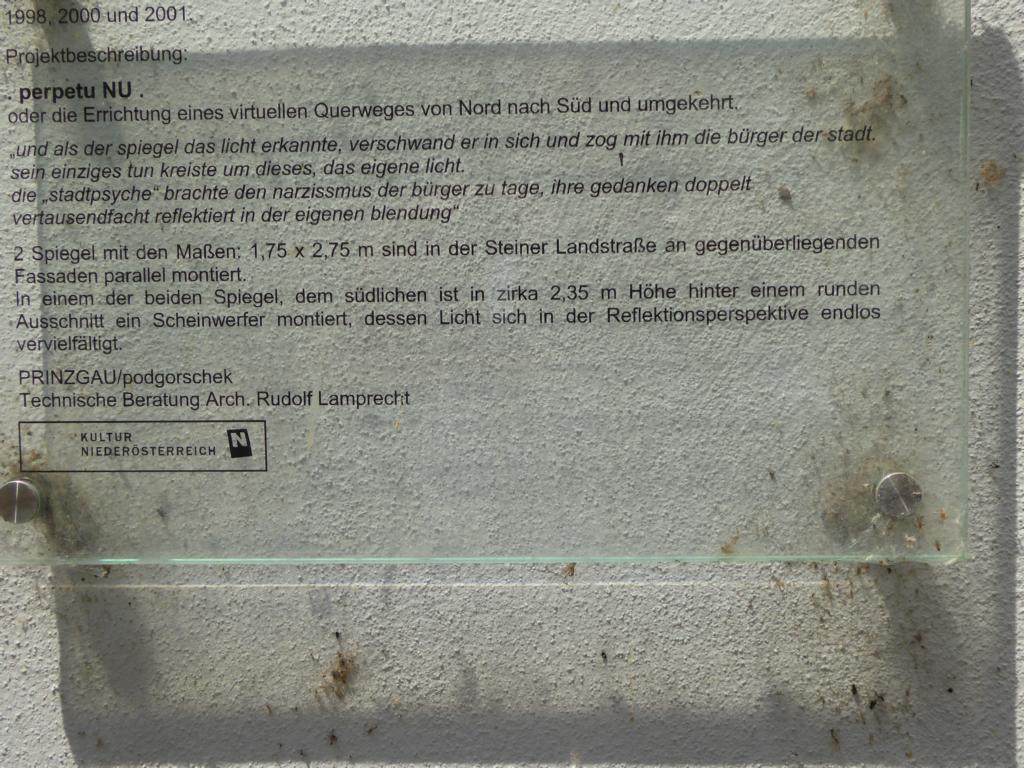 1998, 2000 und 2001.
Projektbeschreibung:
. perpetu NU .
oder die Errichtung eines virtuellen Querweges von Nord nach Süd und umgekehrt.
„und als der spiegel das licht erkannte, verschwand er in sich und zog mit ihm die bürger der stadt.
sein einziges tun kreiste um dieses, das eigene licht.
die „stadtpsyche“ brachte den narzissmus der bürger zu tage, ihre gedanken doppelt
vertausendfacht reflektiert in der eigenen blendung“
2 Spiegel mit den Maßen: 1,75 x 2,75 m sind in der Steiner Landstraße an gegenüberliegenden
Fassaden parallel montiert.
In einem der beiden Spiegel, dem südlichen ist in zirka 2,35 m Höhe hinter einem runden
Ausschnitt ein Scheinwerfer montiert, dessen Licht sich in der Reflektionsperspektive endlos
vervielfältigt.
PRINZGAU/podgorschek
Technische Beratung Arch. Rudolf Lamprecht
KULTUR
NIEDERÖSTERREICH N